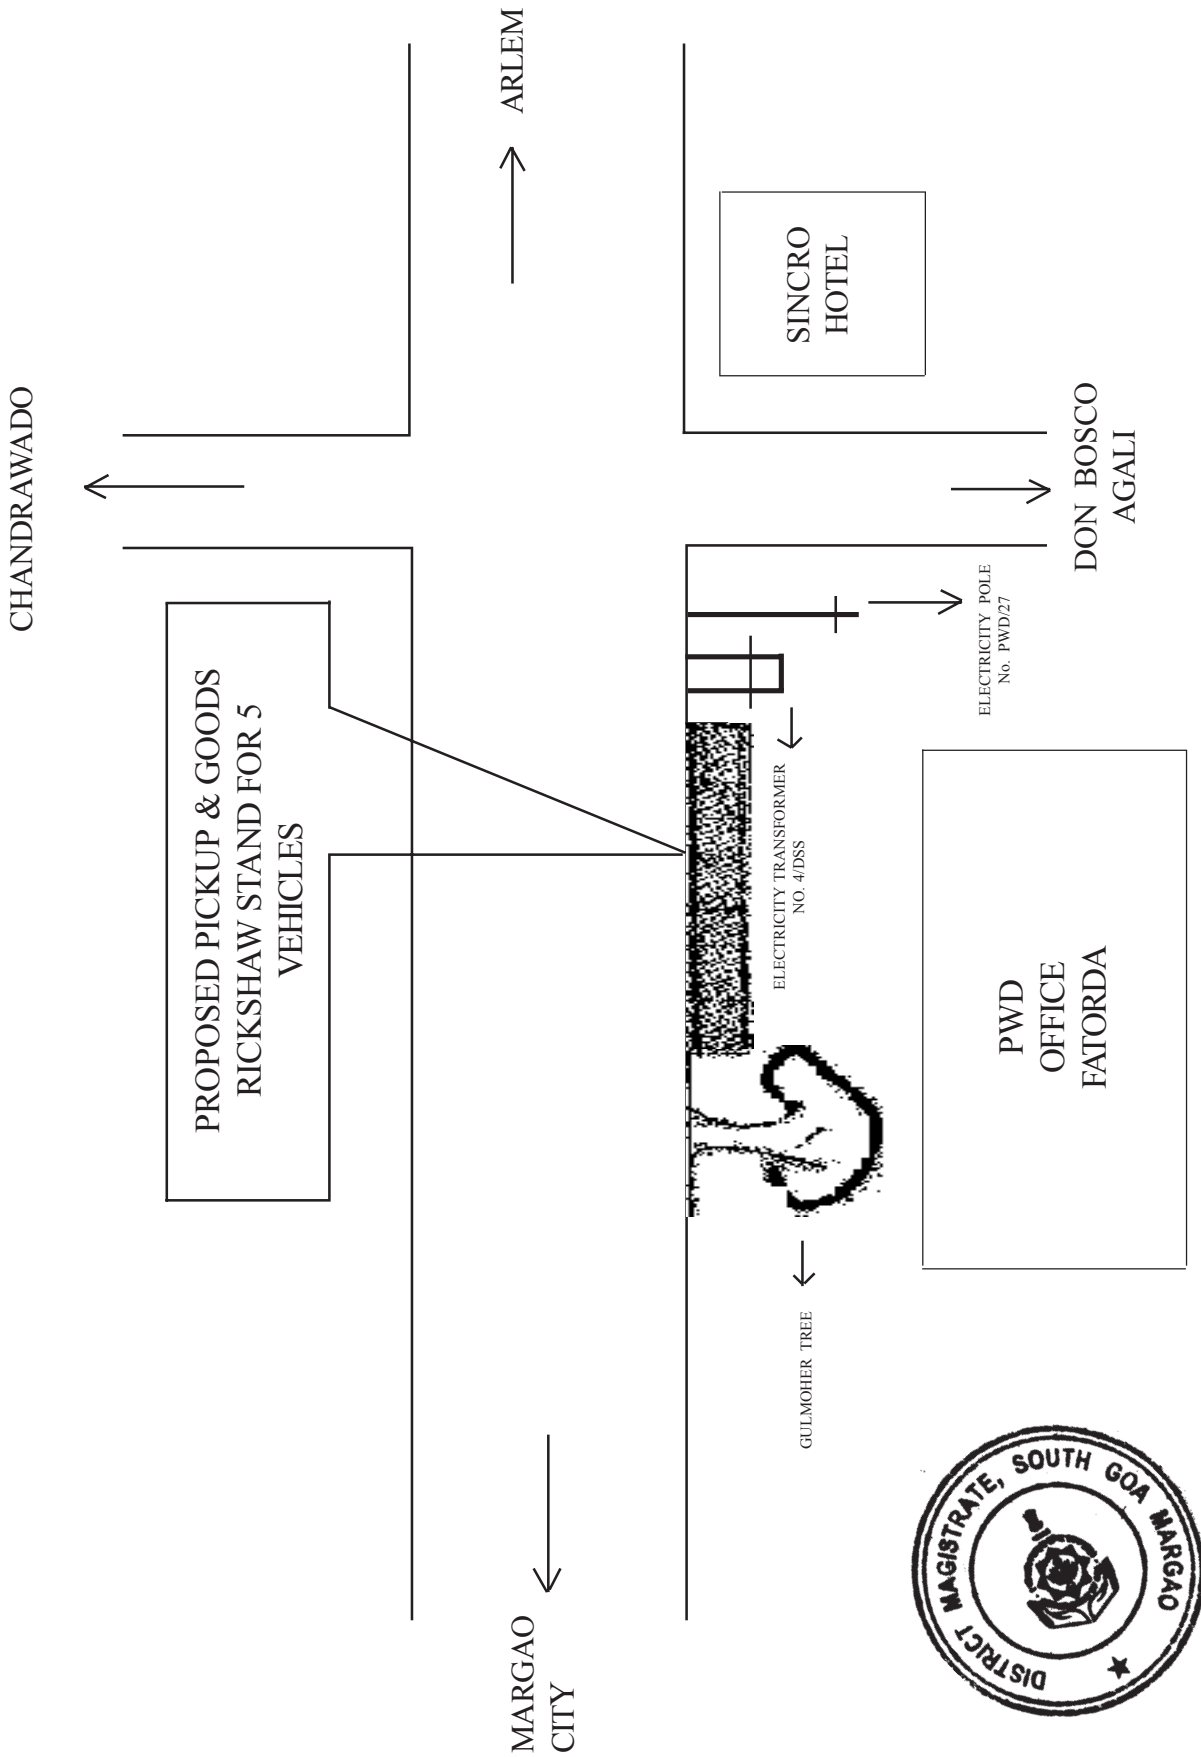 CHANDRAWADO
PROPOSED PICKUP & GOODS
RICKSHAW STAND FOR 5
VEHICLES
ARLEM
MARGAO
CITY
SINCRO
HOTEL
ELECTRICITY TRANSFORMER
NO. 4/DSS
GULMOHER TREE
ELECTRICITY POLE
No. PWD/27
PWD
OFFICE
FATORDA
DON BOSCO
AGALI
DISTRICT MAGISTRATE, SOUTH GOA MARGAO